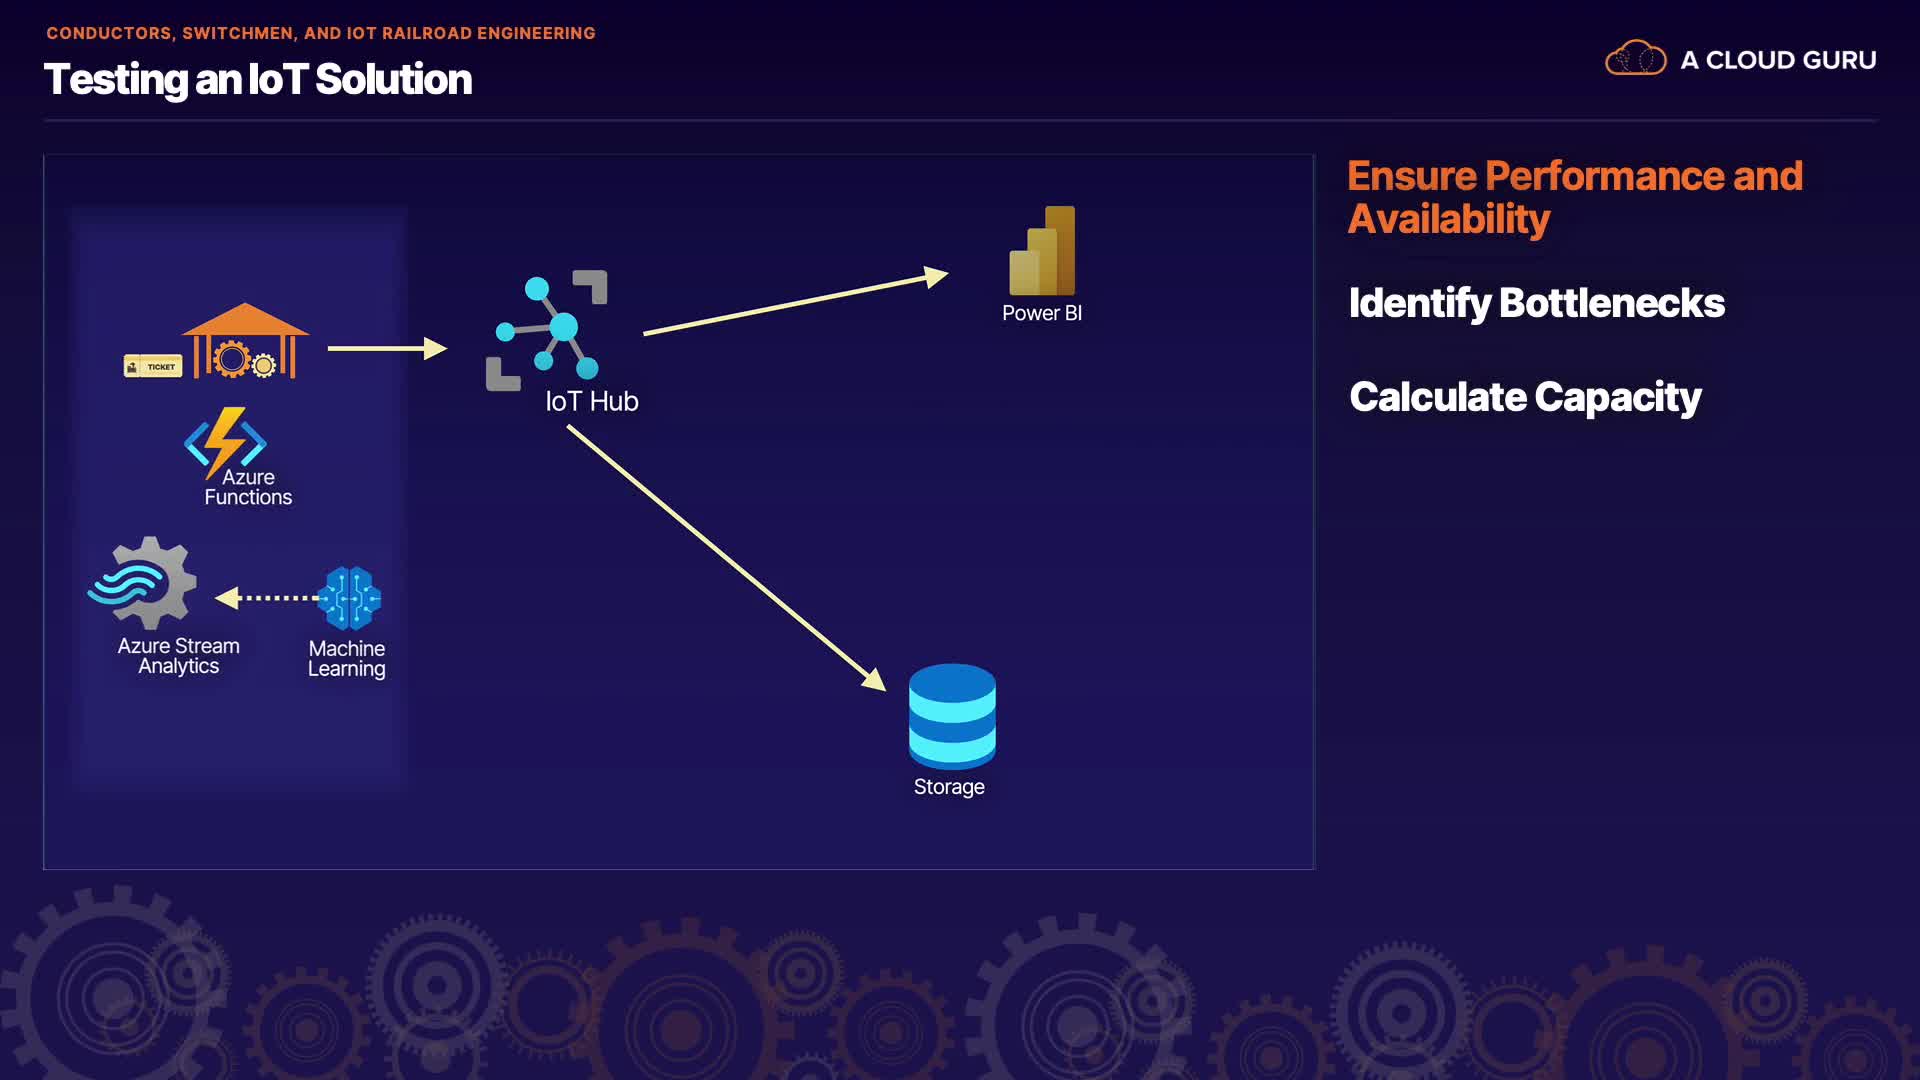 CONDUCTORS, SWITCHMEN, AND IOT RAILROAD ENGINEERING
Testing an IoT Solution
A CLOUD GURU
Ensure Performance and
Availability
Identify Bottlenecks
Calculate Capacity
TICKET
Azure
Functions
Azure Stream
Analytics
Machine
Learning
IoT Hub
Power BI
Storage